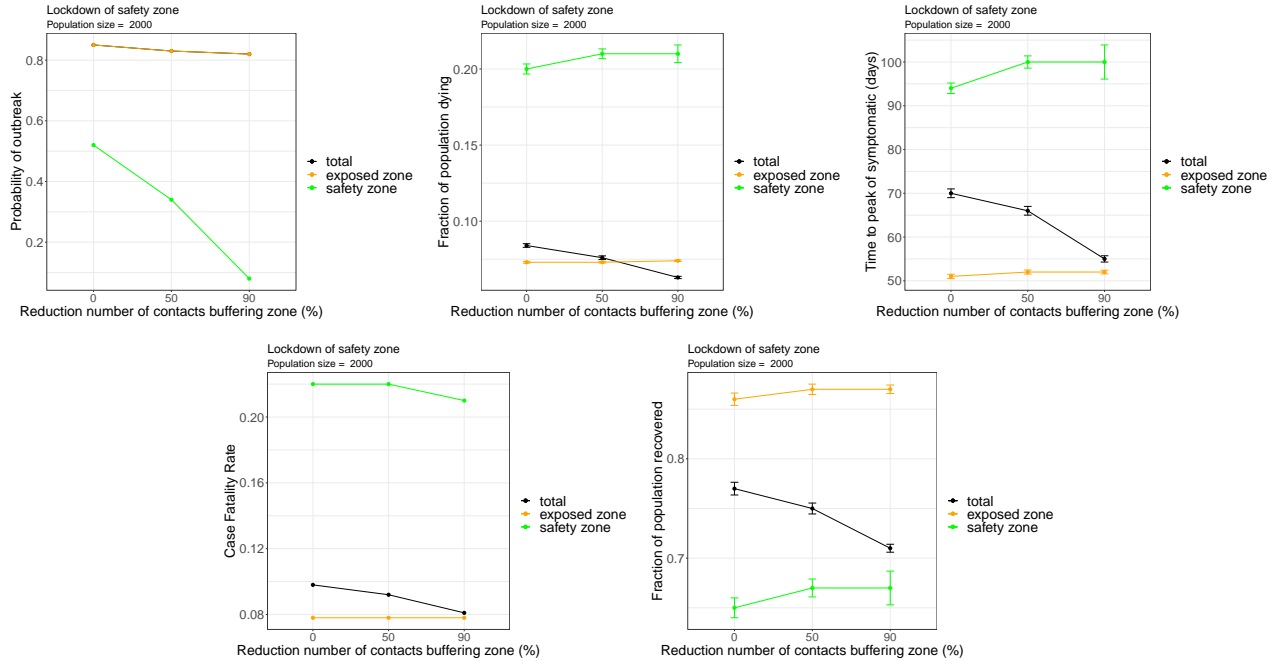 Lockdown of safety zone
Population size = 2000
Probability of outbreak
0.8
0.6
0.4
0.2
0 50 90
Reduction number of contacts buffering zone (%)
total
exposed zone
safety zone
Lockdown of safety zone
Population size = 2000
Fraction of population dying
0.20
0.15
0.10
0 50 90
Reduction number of contacts buffering zone (%)
total
exposed zone
safety zone
Lockdown of safety zone
Population size = 2000
Time to peak of symptomatic (days)
100
90
80
70
60
50
0 50 90
Reduction number of contacts buffering zone (%)
total
exposed zone
safety zone
Lockdown of safety zone
Population size = 2000
Case Fatality Rate
0.20
0.16
0.12
0.08
0 50 90
Reduction number of contacts buffering zone (%)
total
exposed zone
safety zone
Lockdown of safety zone
Population size = 2000
Fraction of population recovered
0.8
0.7
0 50 90
Reduction number of contacts buffering zone (%)
total
exposed zone
safety zone